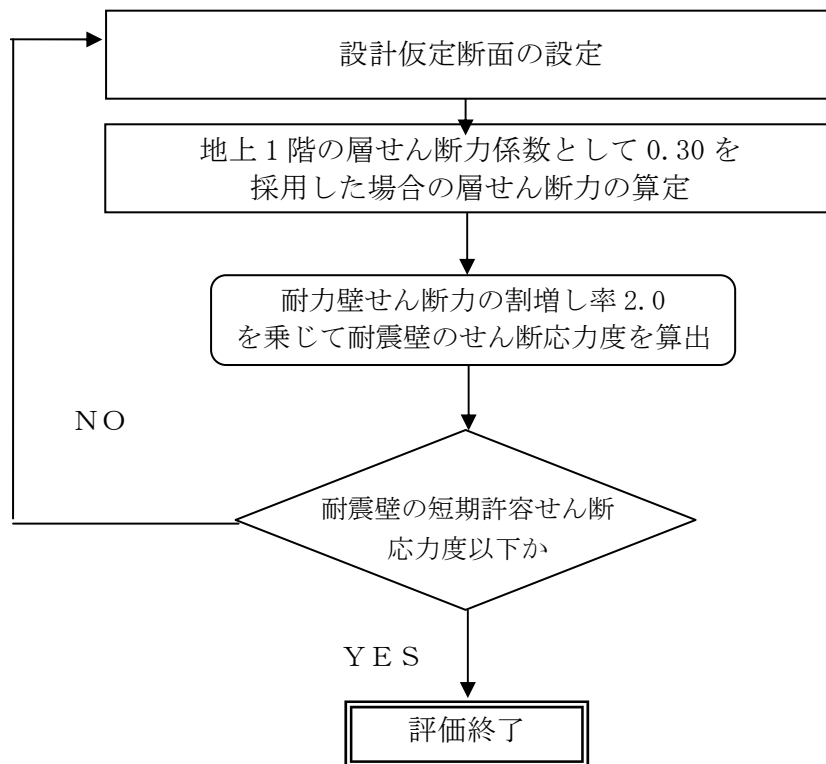 設計仮定断面の設定
地上1階の層せん断力係数として0.30を
採用した場合の層せん断力の算定
耐力壁せん断力の割増し率2.0
を乗じて耐震壁のせん断応力度を算出
ＮＯ
耐震壁の短期許容せん断
応力度以下か
ＹＥＳ
評価終了